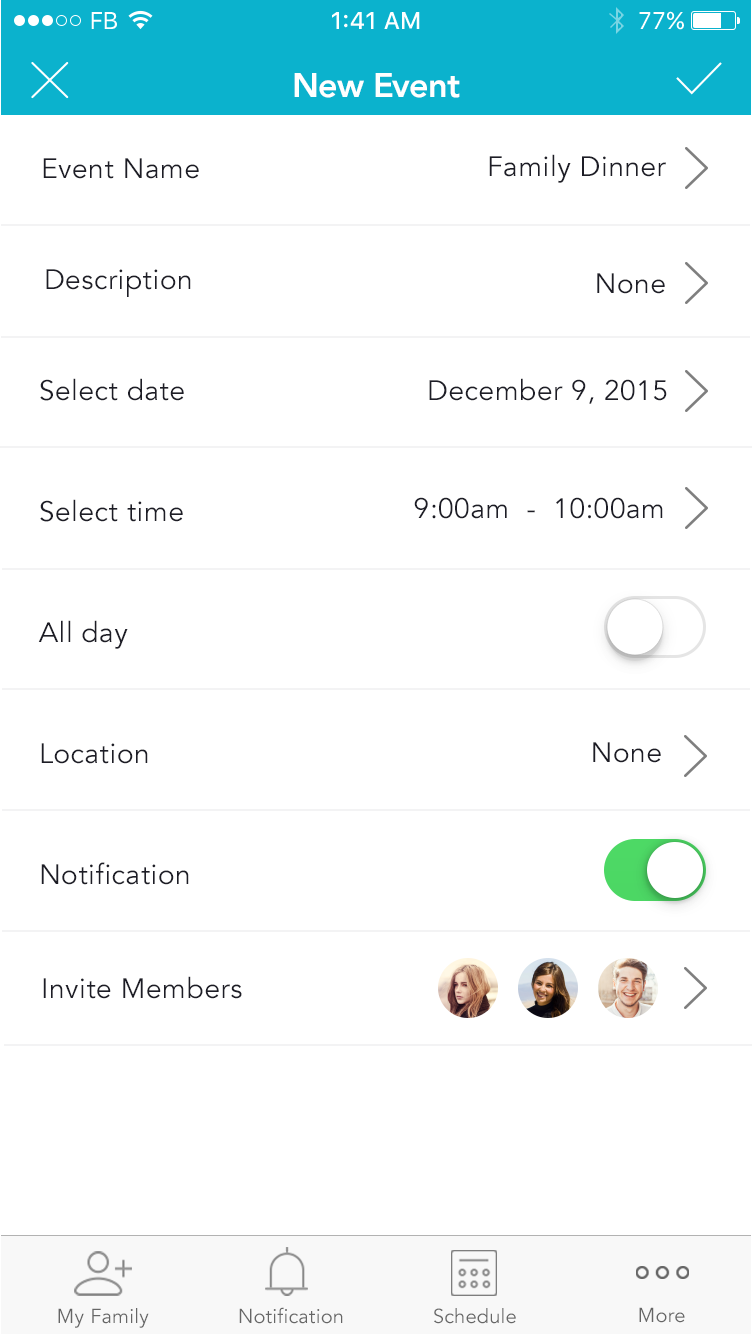 FB 1:41 AM 77%
New Event
Event Name Family Dinner
Description None
Select date December 9, 2015
Select time 9:00am - 10:00am
All day
Location None
Notification
Invite Members
My Family Notification Schedule More